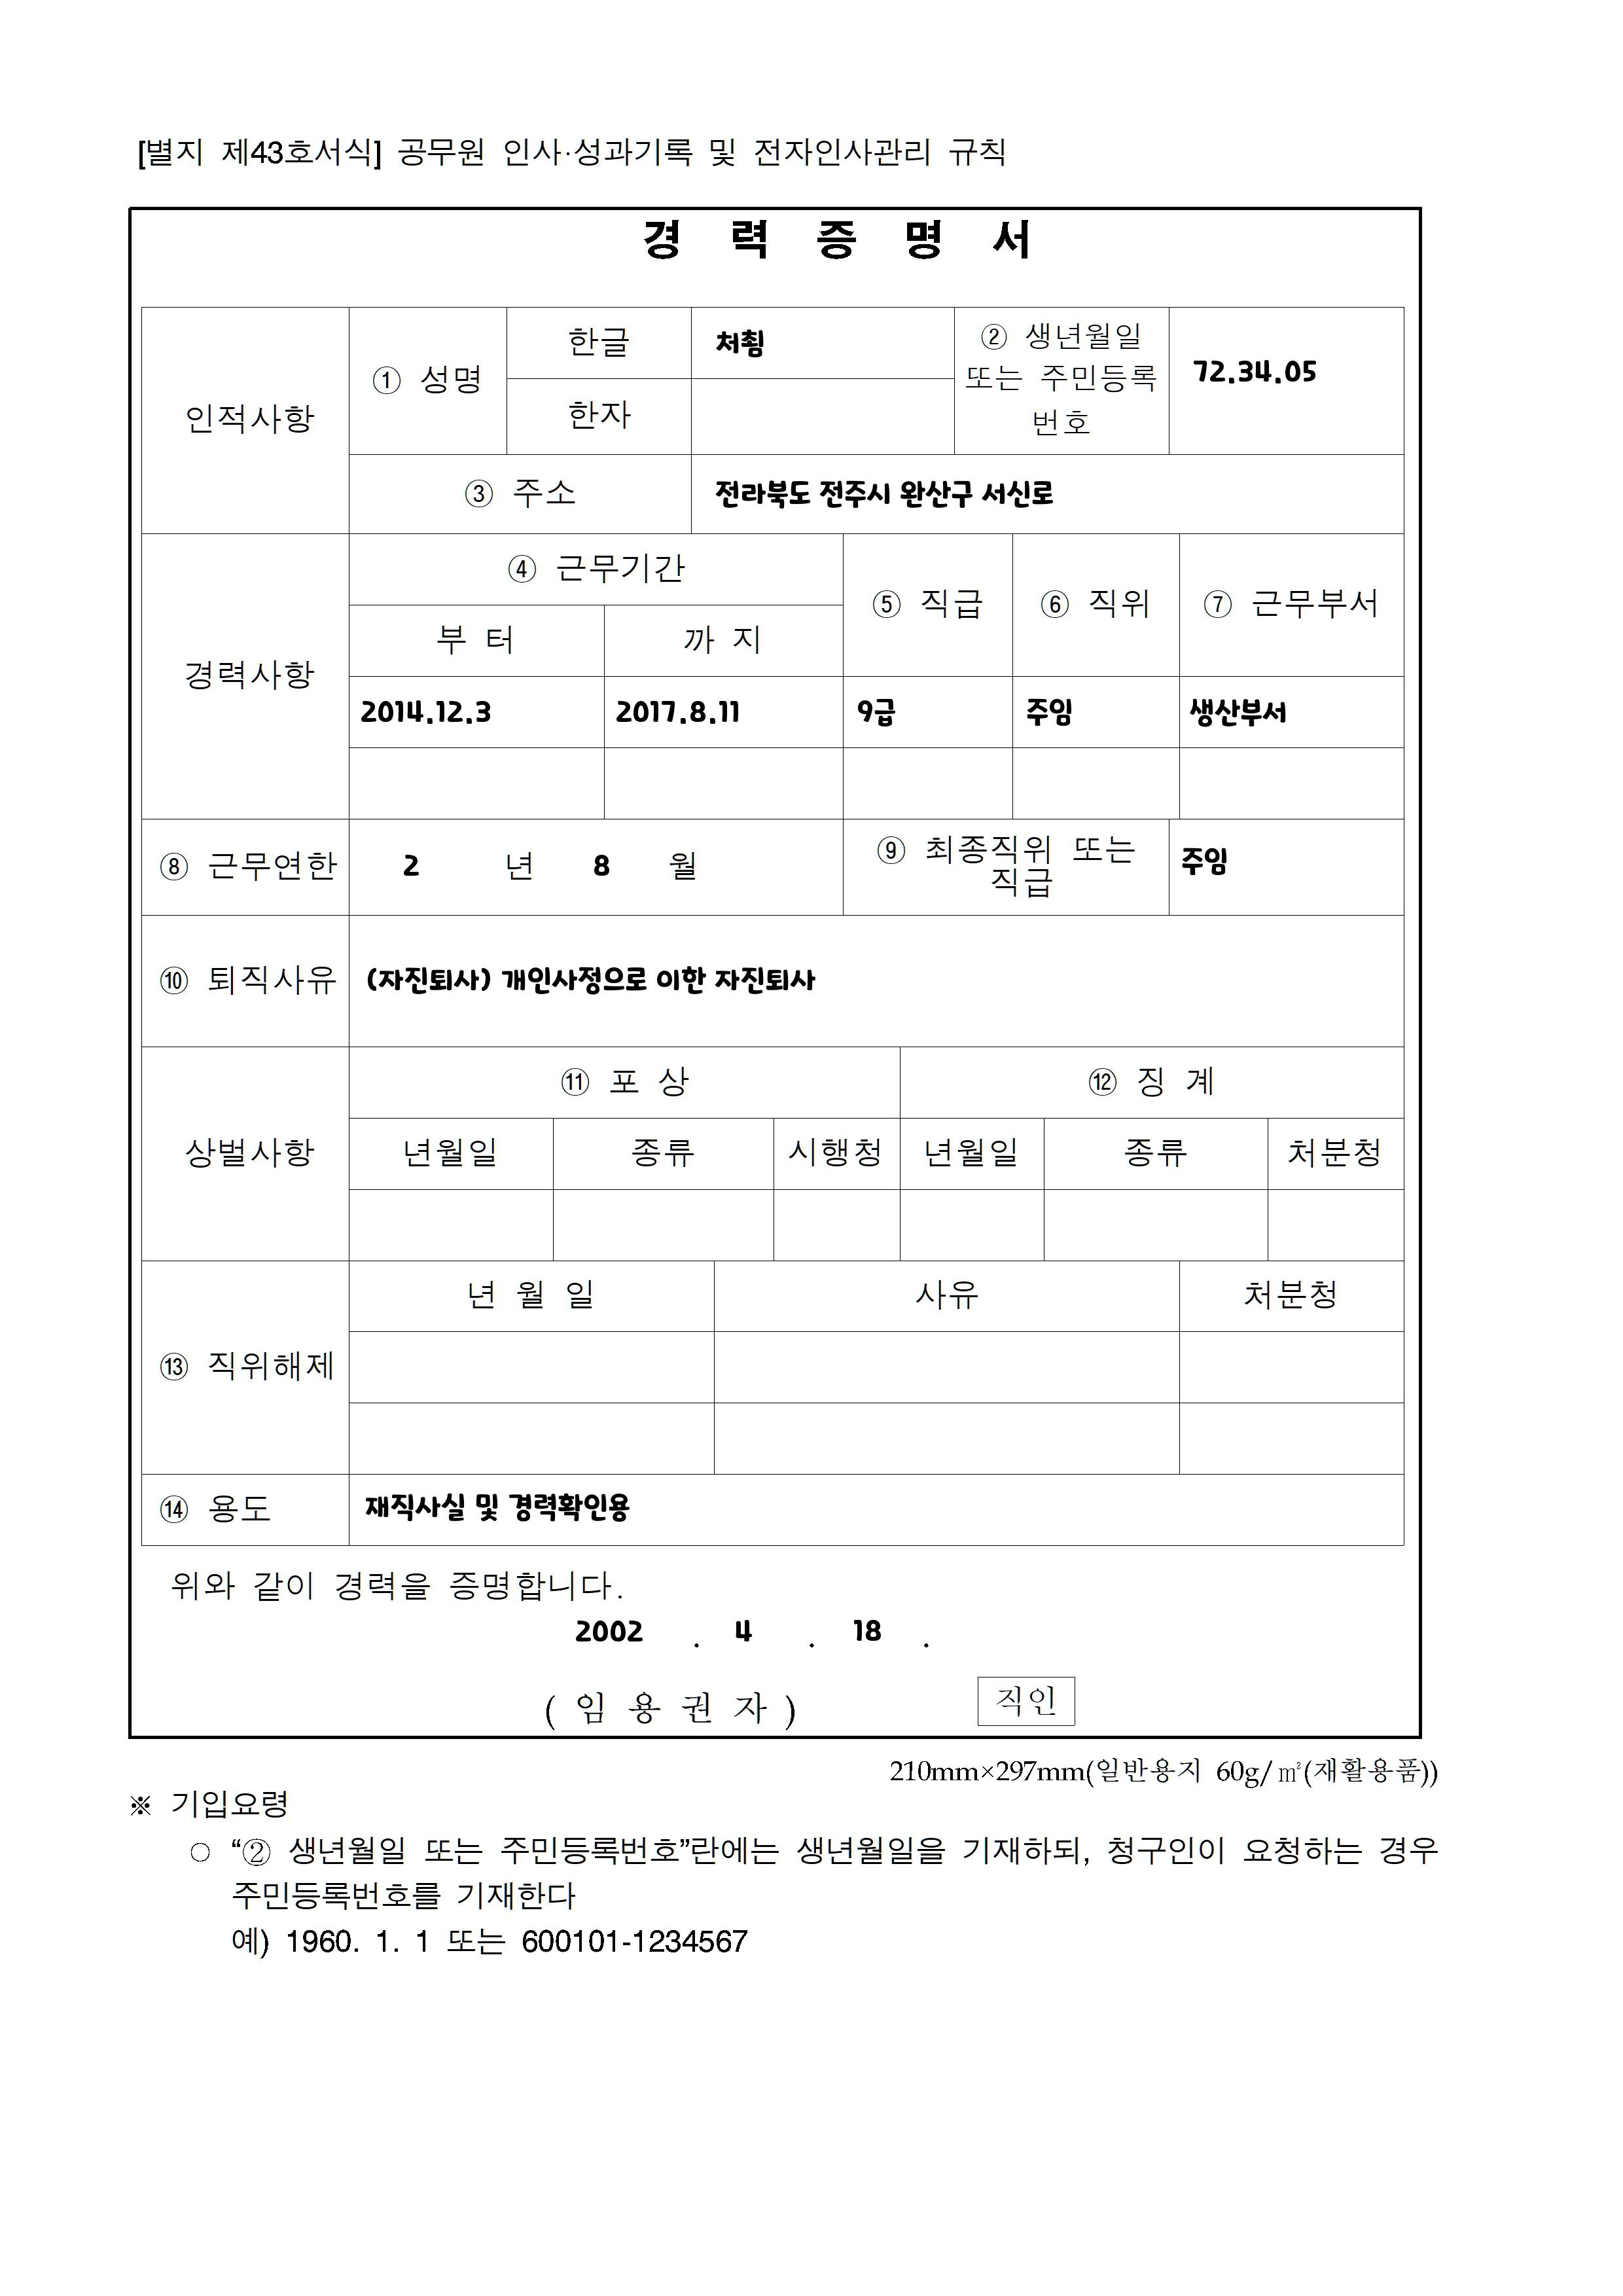 [별지 제43호서식] 공무원 인사·성과기록 및 전자인사관리 규칙
경 력 증 명 서
인적사항
① 성명
한글
처쵬
② 생년월일
또는 주민등록
번호
72.34.05
한자
③ 주소
전라북도 전주시 완산구 서신로
경력사항
④ 근무기간
⑤ 직급
⑥ 직위
⑦ 근무부서
부 터
까 지
2014.12.3
2017.8.11
9급
주임
생산부서
⑧ 근무연한
2 년 8 월
⑨ 최종직위 또는
직급
주임
⑩ 퇴직사유
(자진퇴사) 개인사정으로 이한 자진퇴사
상벌사항
⑪ 포 상
⑫ 징 계
년월일
종류
시행청
년월일
종류
처분청
⑬ 직위해제
년 월 일
사유
처분청
⑭ 용도
재직사실 및 경력확인용
위와 같이 경력을 증명합니다.
2002 . 4 . 18 .
( 임 용 권 자 )
직인
210mm×297mm(일반용지 60g/㎡(재활용품))
※ 기입요령
○ “② 생년월일 또는 주민등록번호”란에는 생년월일을 기재하되, 청구인이 요청하는 경우
주민등록번호를 기재한다
예) 1960. 1. 1 또는 600101-1234567